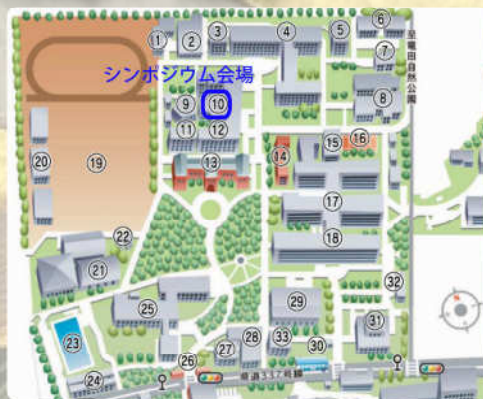 ① ② ③ ④ ⑤ ⑥
⑦
シンポジウム会場
⑧
⑨ ⑩
⑪ ⑫
⑬ ⑭ ⑮ ⑯
⑳ ⑲
⑰
⑱
㉒
㉑
㉕ ㉙ ㉜
㉓
㉛
㉘
㉗ ㉝ ㉚
㉖
㉔
県道337号線
至竜田自然公園
N